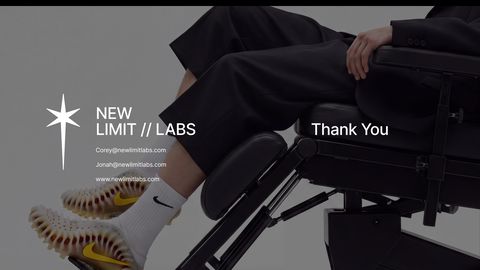 NEW
LIMIT // LABS
Corey@newlimitlabs.com
Jonah@newlimitlabs.com
www.newlimitlabs.com
Thank You